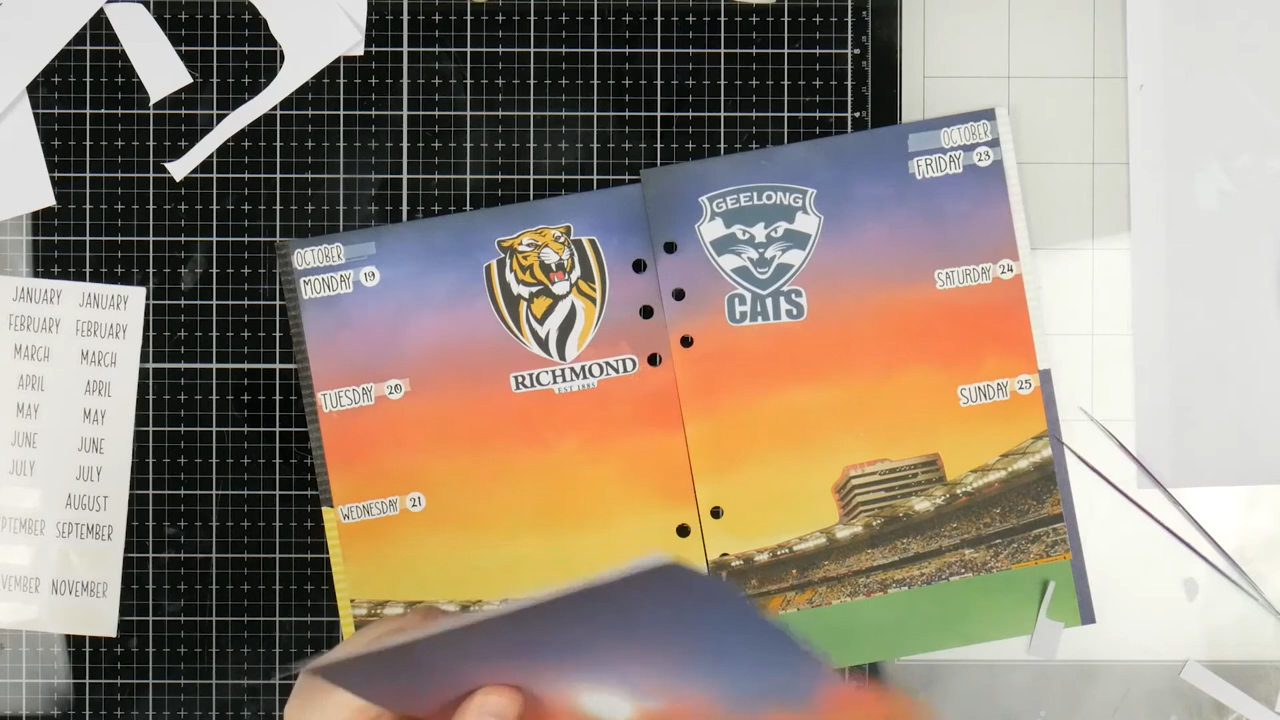 JANUARY JANUARY
FEBRUARY FEBRUARY
MARCH MARCH
APRIL APRIL
MAY MAY
JUNE JUNE
JULY JULY
AUGUST
SEPTEMBER
NOVEMBER
OCTOBER
MONDAY 19
TUESDAY 20
WEDNESDAY 21
RICHMOND
EST 1885
GEELONG
CATS
OCTOBER
FRIDAY 23
SATURDAY 24
SUNDAY 25